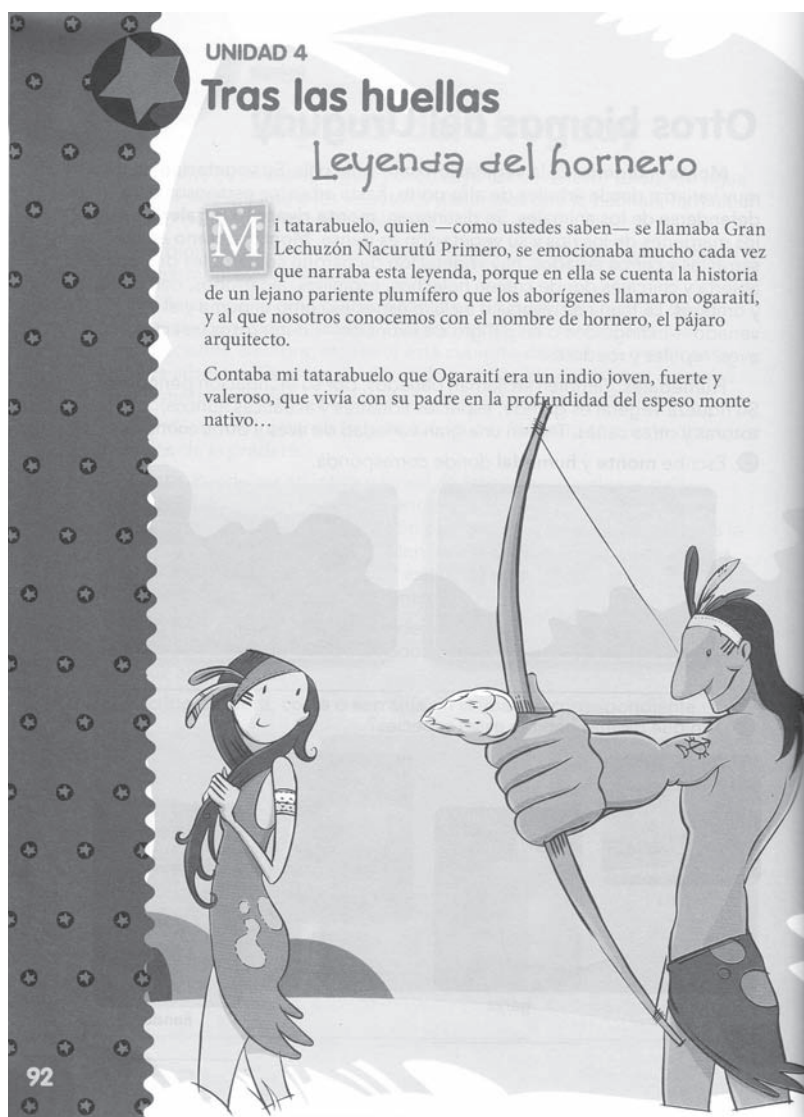 UNIDAD 4
Tras las huellas
Leyenda del hornero
Mi tatarabuelo, quien —como ustedes saben— se llamaba Gran
Lechuzón Ñacurutú Primero, se emocionaba mucho cada vez
que narraba esta leyenda, porque en ella se cuenta la historia
de un lejano pariente plumífero que los aborígenes llamaron ogaraití,
y al que nosotros conocemos con el nombre de hornero, el pájaro
arquitecto.
Contaba mi tatarabuelo que Ogaraití era un indio joven, fuerte y
valeroso, que vivía con su padre en la profundidad del espeso monte
nativo…
92